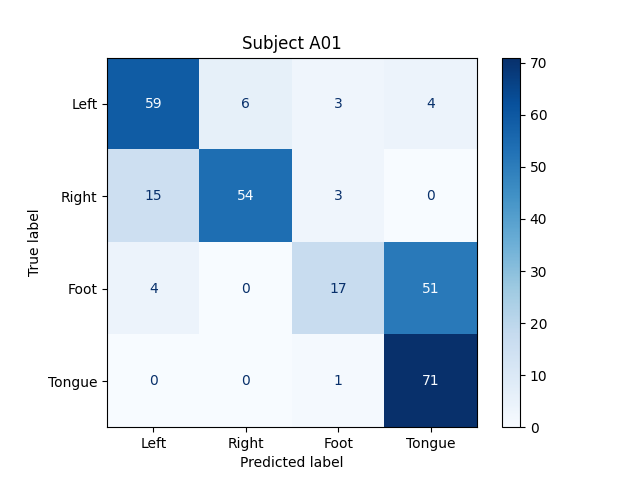 Subject A01
True label
Left 59 6 3 4
Right 15 54 3 0
Foot 4 0 17 51
Tongue 0 0 1 71
Left Right Foot Tongue
Predicted label
70
60
50
40
30
20
10
0